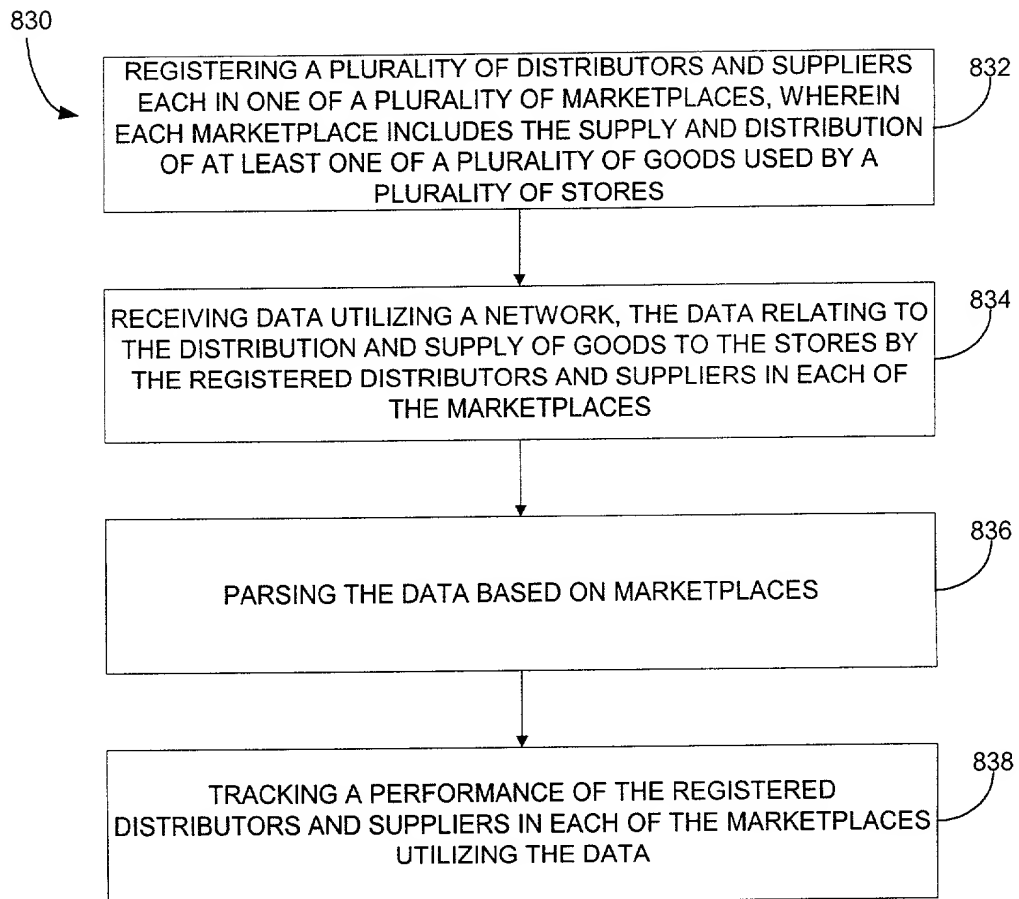 830
REGISTERING A PLURALITY OF DISTRIBUTORS AND SUPPLIERS
EACH IN ONE OF A PLURALITY OF MARKETPLACES, WHEREIN
EACH MARKETPLACE INCLUDES THE SUPPLY AND DISTRIBUTION
OF AT LEAST ONE OF A PLURALITY OF GOODS USED BY A
PLURALITY OF STORES
832
RECEIVING DATA UTILIZING A NETWORK, THE DATA RELATING TO
THE DISTRIBUTION AND SUPPLY OF GOODS TO THE STORES BY
THE REGISTERED DISTRIBUTORS AND SUPPLIERS IN EACH OF
THE MARKETPLACES
834
PARSING THE DATA BASED ON MARKETPLACES
836
TRACKING A PERFORMANCE OF THE REGISTERED
DISTRIBUTORS AND SUPPLIERS IN EACH OF THE MARKETPLACES
UTILIZING THE DATA
838